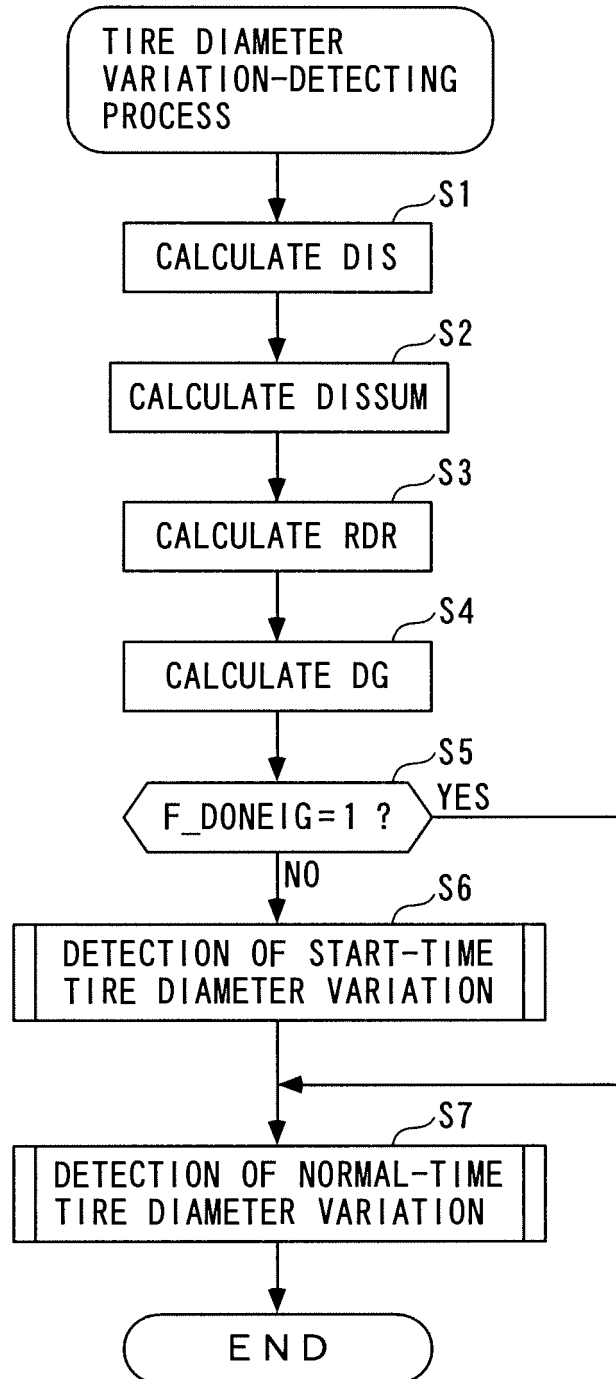 TIRE DIAMETER
VARIATION-DETECTING
PROCESS
S1
CALCULATE DIS
S2
CALCULATE DISSUM
S3
CALCULATE RDR
S4
CALCULATE DG
S5
F_DONEIG=1 ?
YES
NO
S6
DETECTION OF START-TIME
TIRE DIAMETER VARIATION
S7
DETECTION OF NORMAL-TIME
TIRE DIAMETER VARIATION
END